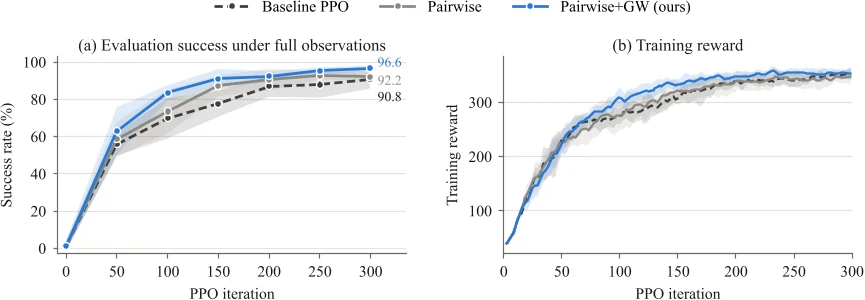 Baseline PPO Pairwise Pairwise+GW (ours)
(a) Evaluation success under full observations
Success rate (%)
100
80
60
40
20
0
96.6
92.2
90.8
0 50 100 150 200 250 300
PPO iteration
(b) Training reward
Training reward
300
200
100
0 50 100 150 200 250 300
PPO iteration